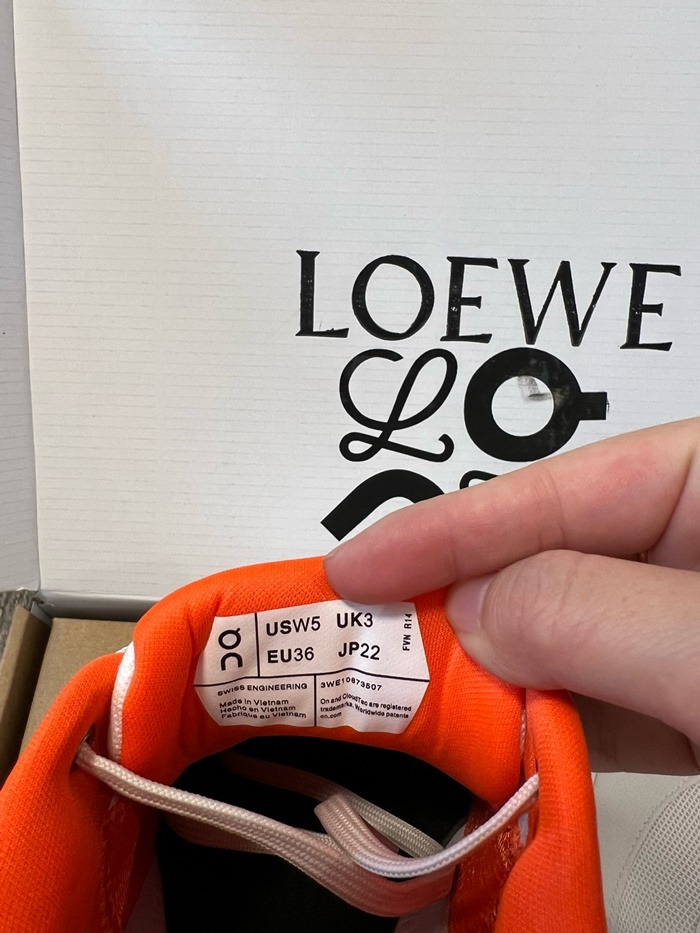 LOEWE
USW5 UK3
EU36 JP22
FVN R14
SWISS ENGINEERING
Made in Vietnam
Hecho en Vietnam
Fabriqué au Vietnam
3WE10873507
On and CloudTec are registered
trademarks. Worldwide patents
on.com